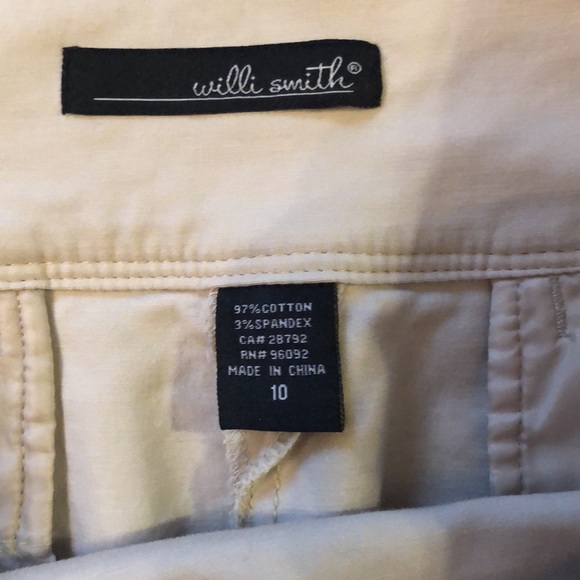 willi smith®
97%COTTON
3%SPANDEX
CA# 28792
RN# 96092
MADE IN CHINA
10